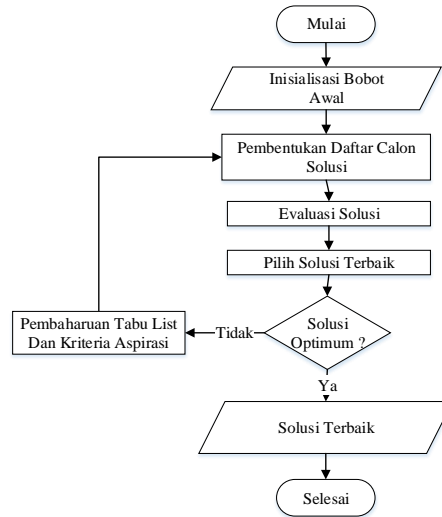 Mulai
Inisialisasi Bobot
Awal
Pembentukan Daftar Calon
Solusi
Evaluasi Solusi
Pilih Solusi Terbaik
Solusi
Optimum ?
Tidak
Pembaharuan Tabu List
Dan Kriteria Aspirasi
Ya
Solusi Terbaik
Selesai